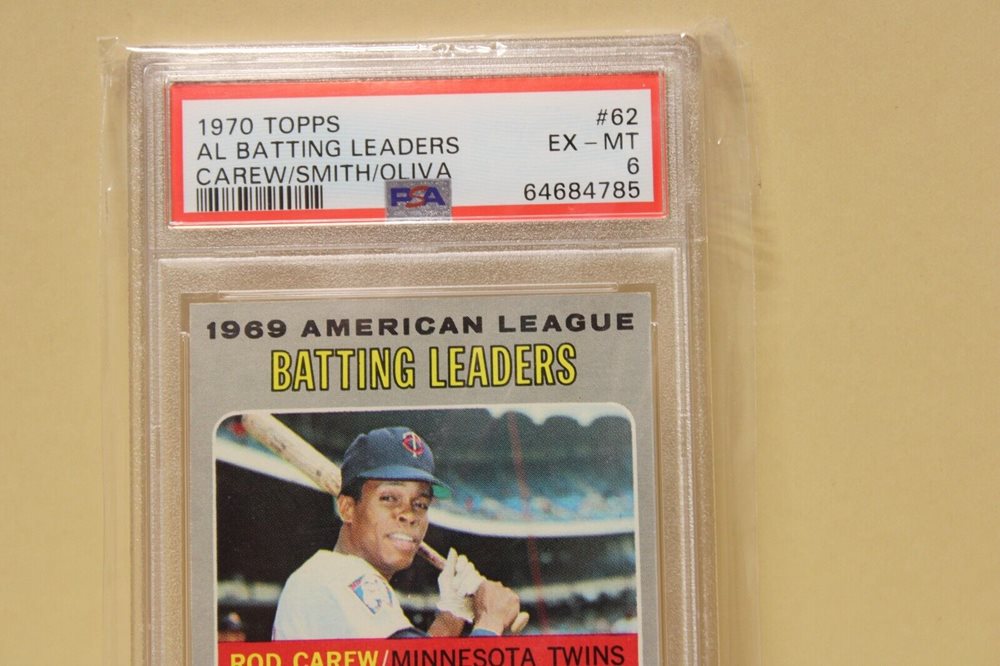 1970 TOPPS #62
AL BATTING LEADERS EX - MT
CAREW/SMITH/OLIVA 6
PSA 64684785
1969 AMERICAN LEAGUE
BATTING LEADERS
ROD CAREW/MINNESOTA TWINS